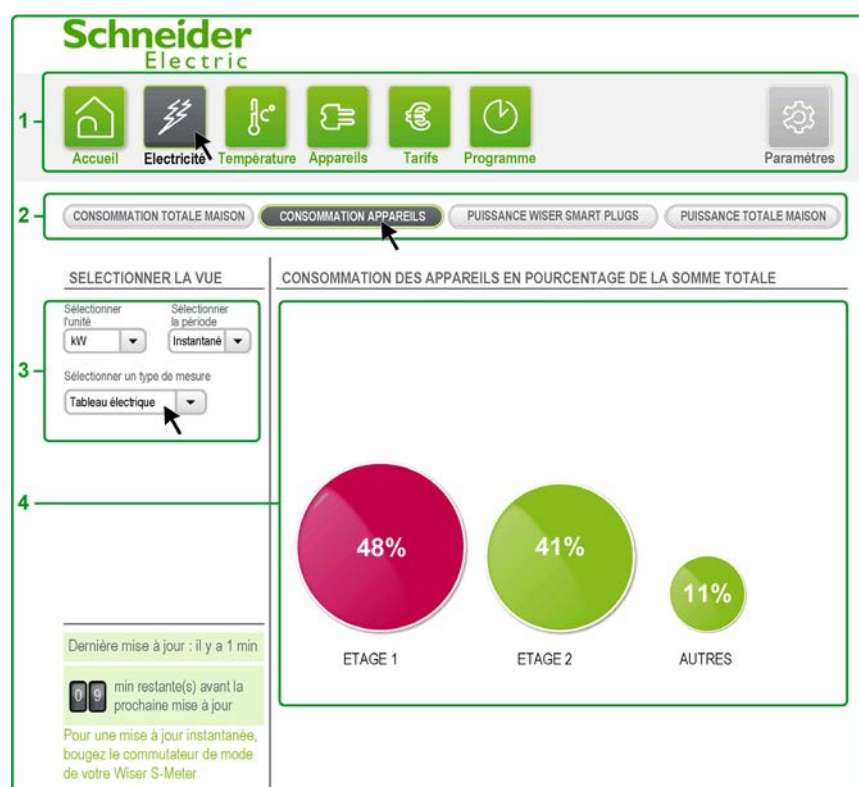 Schneider
Electric
1
Accueil
Electricité
Température
Appareils
Tarifs
Programme
Paramètres
2
CONSOMMATION TOTALE MAISON
CONSOMMATION APPAREILS
PUISSANCE WISER SMART PLUGS
PUISSANCE TOTALE MAISON
SELECTIONNER LA VUE
CONSOMMATION DES APPAREILS EN POURCENTAGE DE LA SOMME TOTALE
3
Sélectionner
l'unité
Sélectionner
la période
kW
Instantané
Sélectionner un type de mesure
Tableau électrique
4
48%
41%
11%
ETAGE 1
ETAGE 2
AUTRES
Dernière mise à jour : il y a 1 min
09
min restante(s) avant la
prochaine mise à jour
Pour une mise à jour instantanée,
bougez le commutateur de mode
de votre Wiser S-Meter